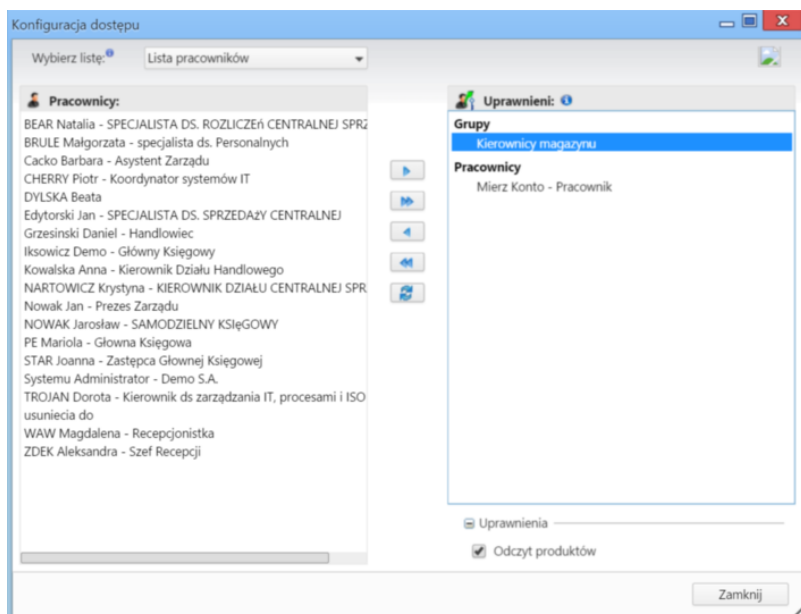 Konfiguracja dostępu
Wybierz listę:
Lista pracowników
Pracownicy:
BEAR Natalia - SPECJALISTA DS. ROZLICZEń CENTRALNEJ SPRZ
BRULE Małgorzata - specjalista ds. Personalnych
Cacko Barbara - Asystent Zarządu
CHERRY Piotr - Koordynator systemów IT
DYLSKA Beata
Edytorski Jan - SPECJALISTA DS. SPRZEDAżY CENTRALNEJ
Grzesinski Daniel - Handlowiec
Iksowicz Demo - Główny Księgowy
Kowalska Anna - Kierownik Działu Handlowego
NARTOWICZ Krystyna - KIEROWNIK DZIAŁU CENTRALNEJ SPR
Nowak Jan - Prezes Zarządu
NOWAK Jarosław - SAMODZIELNY KSIęGOWY
PE Mariola - Głowna Księgowa
STAR Joanna - Zastępca Głownej Księgowej
Systemu Administrator - Demo S.A.
TROJAN Dorota - Kierownik ds zarządzania IT, procesami i ISO
usuniecia do
WAW Magdalena - Recepcjonistka
ZDEK Aleksandra - Szef Recepcji
Uprawnieni:
Grupy
Kierownicy magazynu
Pracownicy
Mierz Konto - Pracownik
Uprawnienia
Odczyt produktów
Zamknij